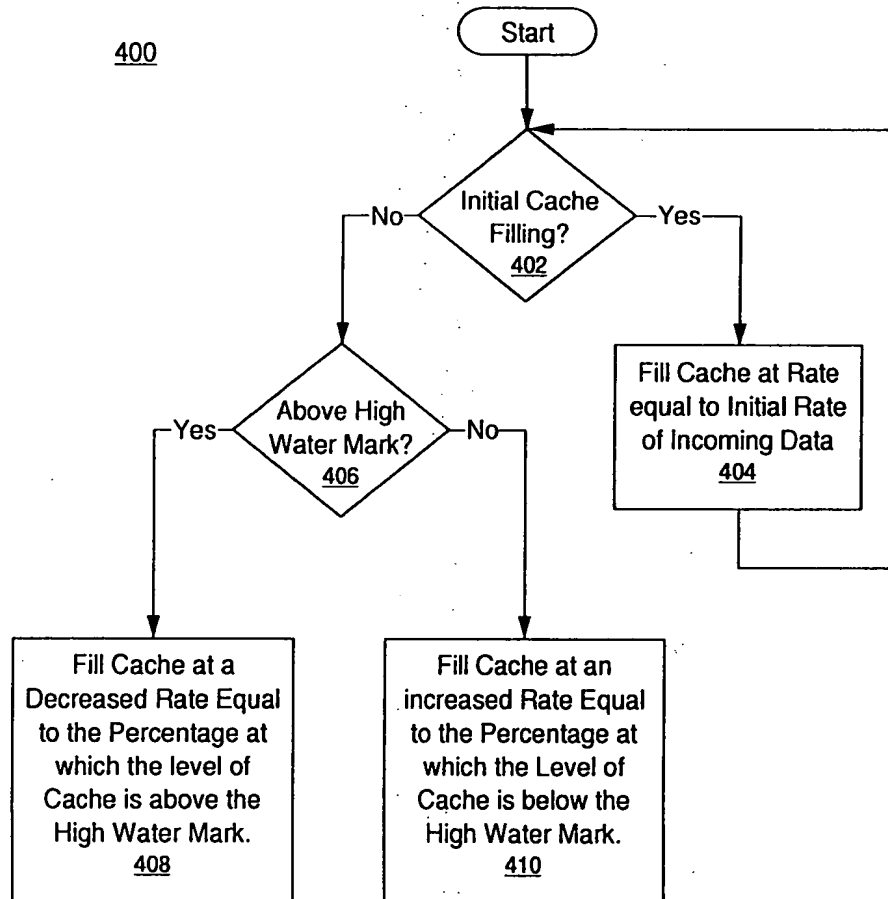 400
Start
Initial Cache
Filling?
402
No
Yes
Fill Cache at Rate
equal to Initial Rate
of Incoming Data
404
Above High
Water Mark?
406
Yes
No
Fill Cache at a
Decreased Rate Equal
to the Percentage at
which the level of
Cache is above the
High Water Mark.
408
Fill Cache at an
increased Rate Equal
to the Percentage at
which the Level of
Cache is below the
High Water Mark.
410